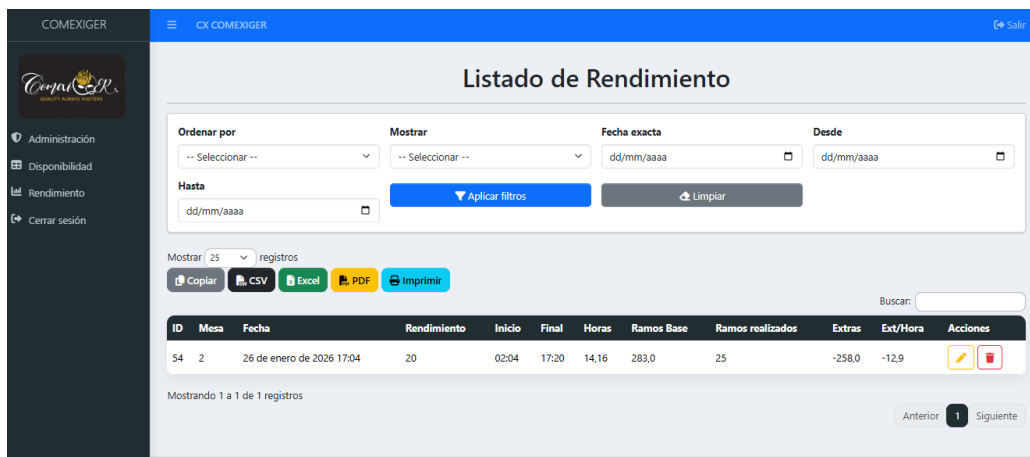 COMEXIGER
CX COMEXIGER
Salir
QUALITY ALWAYS MATTERS
Administración
Disponibilidad
Rendimiento
Cerrar sesión
Listado de Rendimiento
Ordenar por Mostrar Fecha exacta Desde
-- Seleccionar -- -- Seleccionar -- dd/mm/aaaa dd/mm/aaaa
Hasta
dd/mm/aaaa Aplicar filtros Limpiar
Mostrar 25 registros
Copiar CSV Excel PDF Imprimir
Buscar:
ID Mesa Fecha Rendimiento Inicio Final Horas Ramos Base Ramos realizados Extras Ext/Hora Acciones
54 2 26 de enero de 2026 17:04 20 02:04 17:20 14,16 283,0 25 -258,0 -12,9
Mostrando 1 a 1 de 1 registros
Anterior 1 Siguiente